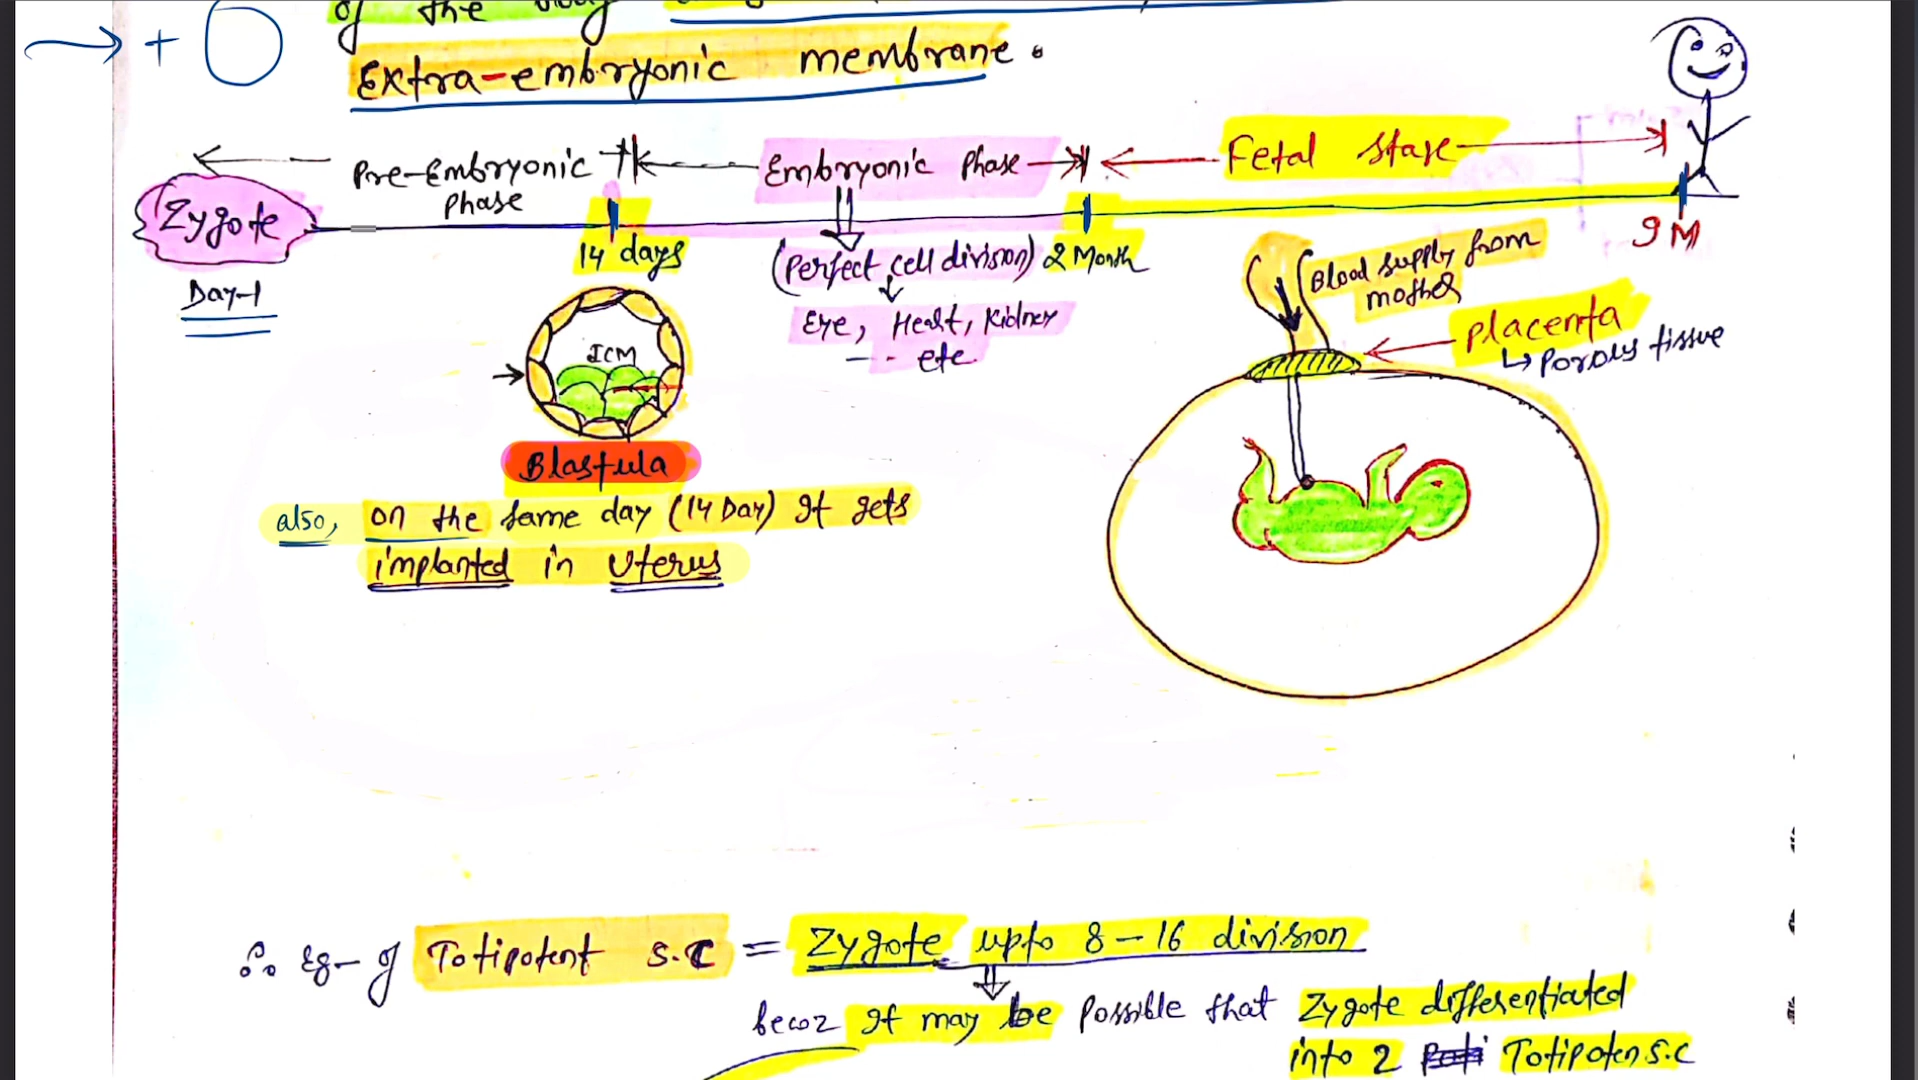 of the body
Extra-embryonic membrane.
+
Pre-Embryonic Phase
Embryonic Phase
Fetal stage
Zygote
Day-1
14 days
(Perfect cell division)
2 Month
9 M
Eye, Heart, Kidney
-- etc
Blood supply from
mother
Placenta
↳ Porous tissue
ICM
Blastula
also, on the same day (14 Day) It gets
implanted in Uterus
∴ Eg- of Totipotent S.C = Zygote upto 8-16 division
becoz It may be Possible that Zygote differentiated
into 2 Totipoten S.C